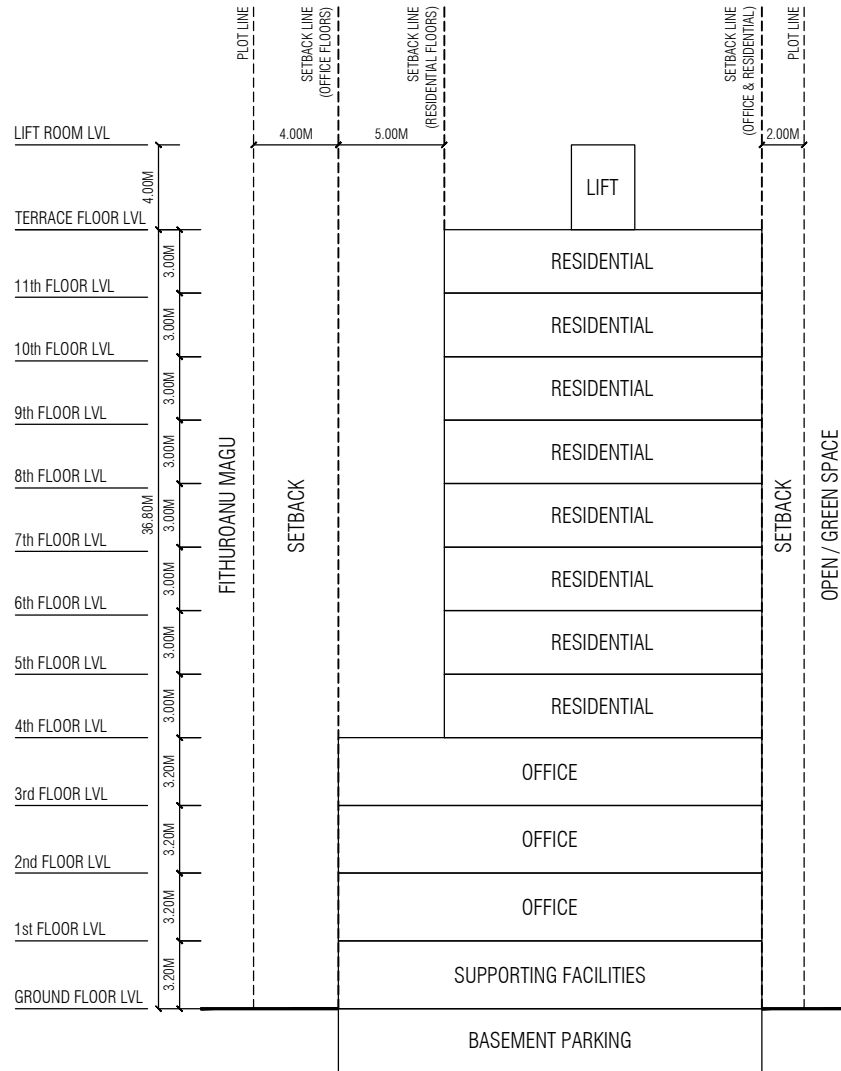 PLOT LINE
SETBACK LINE
(OFFICE FLOORS)
SETBACK LINE
(RESIDENTIAL FLOORS)
SETBACK LINE
(OFFICE & RESIDENTIAL)
PLOT LINE
LIFT ROOM LVL
4.00M
5.00M
2.00M
4.00M
LIFT
TERRACE FLOOR LVL
3.00M
RESIDENTIAL
11th FLOOR LVL
3.00M
RESIDENTIAL
10th FLOOR LVL
3.00M
RESIDENTIAL
9th FLOOR LVL
3.00M
RESIDENTIAL
8th FLOOR LVL
36.80M
3.00M
FITHUROANU MAGU
SETBACK
RESIDENTIAL
SETBACK
OPEN / GREEN SPACE
7th FLOOR LVL
3.00M
RESIDENTIAL
6th FLOOR LVL
3.00M
RESIDENTIAL
5th FLOOR LVL
3.00M
RESIDENTIAL
4th FLOOR LVL
3.20M
OFFICE
3rd FLOOR LVL
3.20M
OFFICE
2nd FLOOR LVL
3.20M
OFFICE
1st FLOOR LVL
3.20M
SUPPORTING FACILITIES
GROUND FLOOR LVL
BASEMENT PARKING